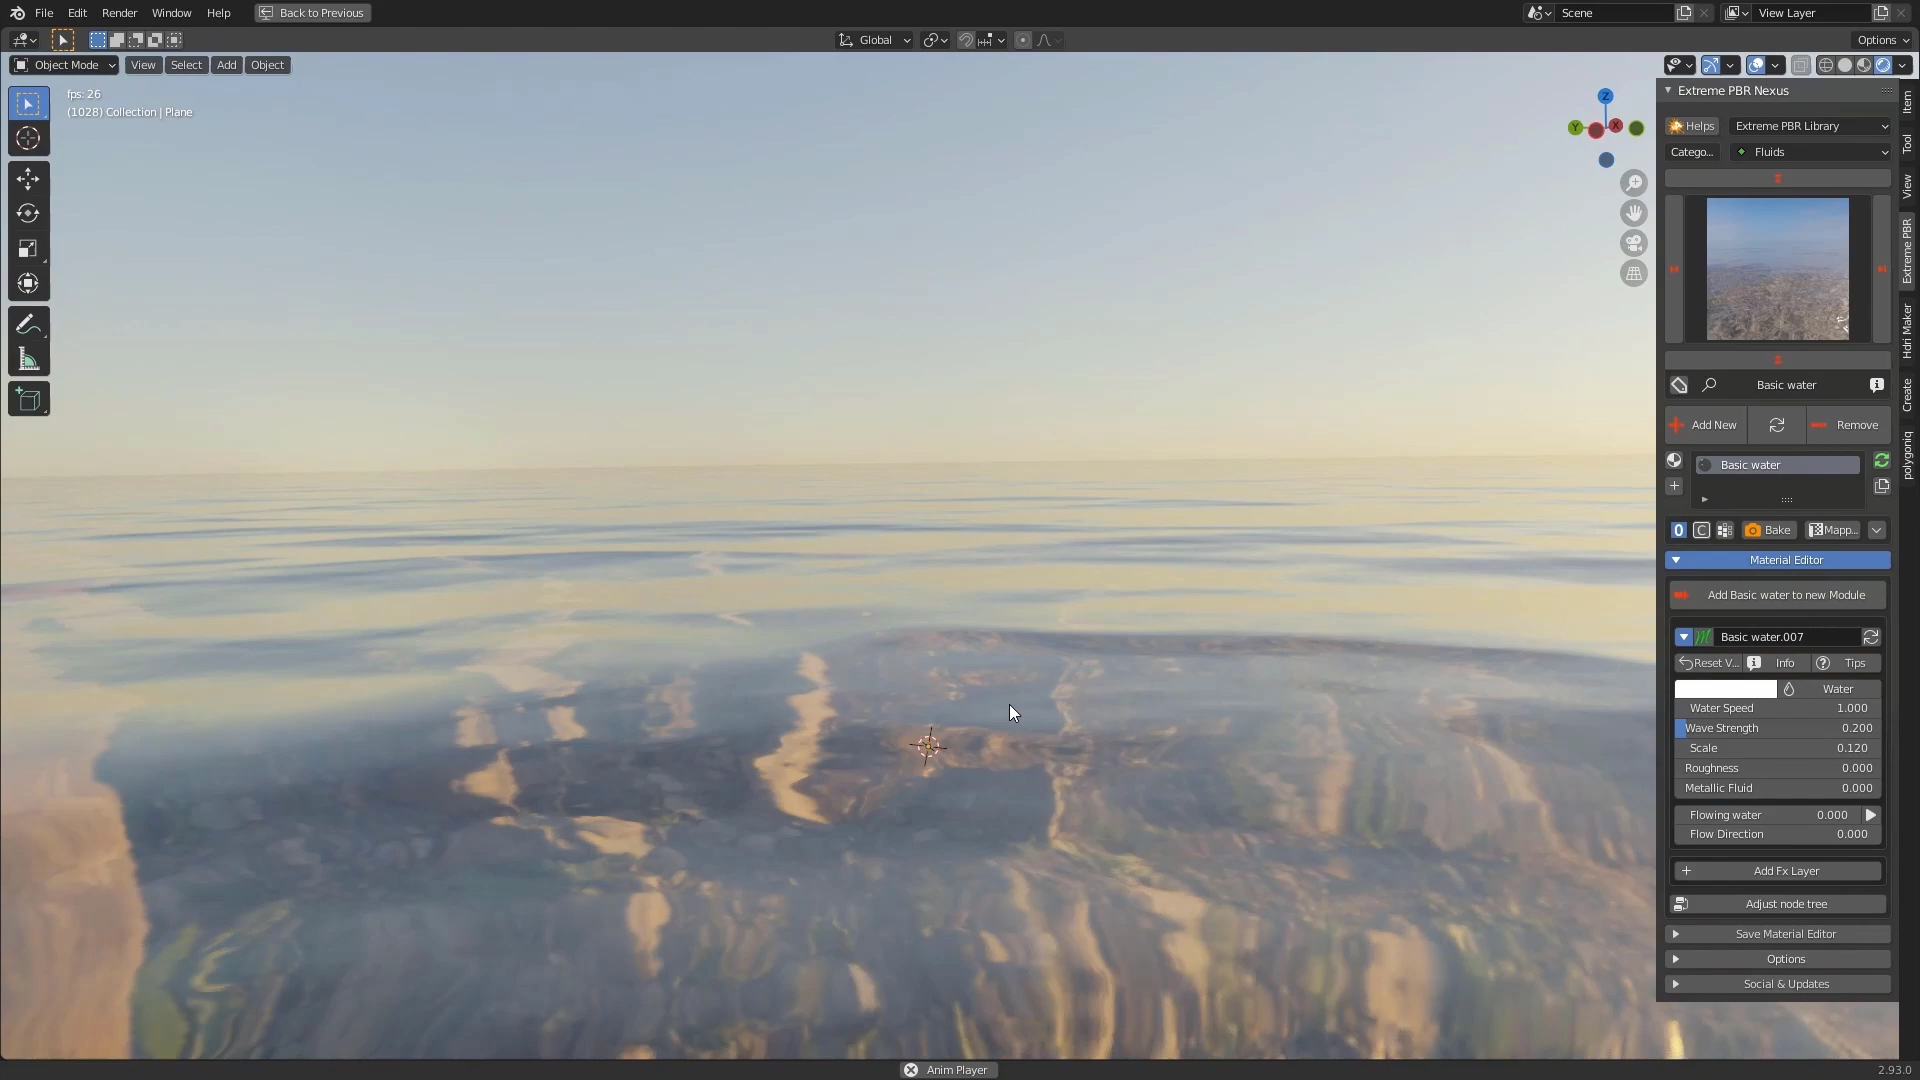 File Edit Render Window Help Back to Previous Scene View Layer
Global Options
Object Mode View Select Add Object
fps: 26
(1028) Collection | Plane
Z
Y X
Extreme PBR Nexus
Helps Extreme PBR Library
Catego... Fluids
Basic water
Add New Remove
Basic water
0 C Bake Mapp...
Material Editor
Add Basic water to new Module
Basic water.007
Reset V... Info Tips
Water
Water Speed 1.000
Wave Strength 0.200
Scale 0.120
Roughness 0.000
Metallic Fluid 0.000
Flowing water 0.000
Flow Direction 0.000
Add Fx Layer
Adjust node tree
Save Material Editor
Options
Social & Updates
Item
Tool
View
Extreme PBR
Hdri Maker
Create
polygoniq
Anim Player
2.93.0